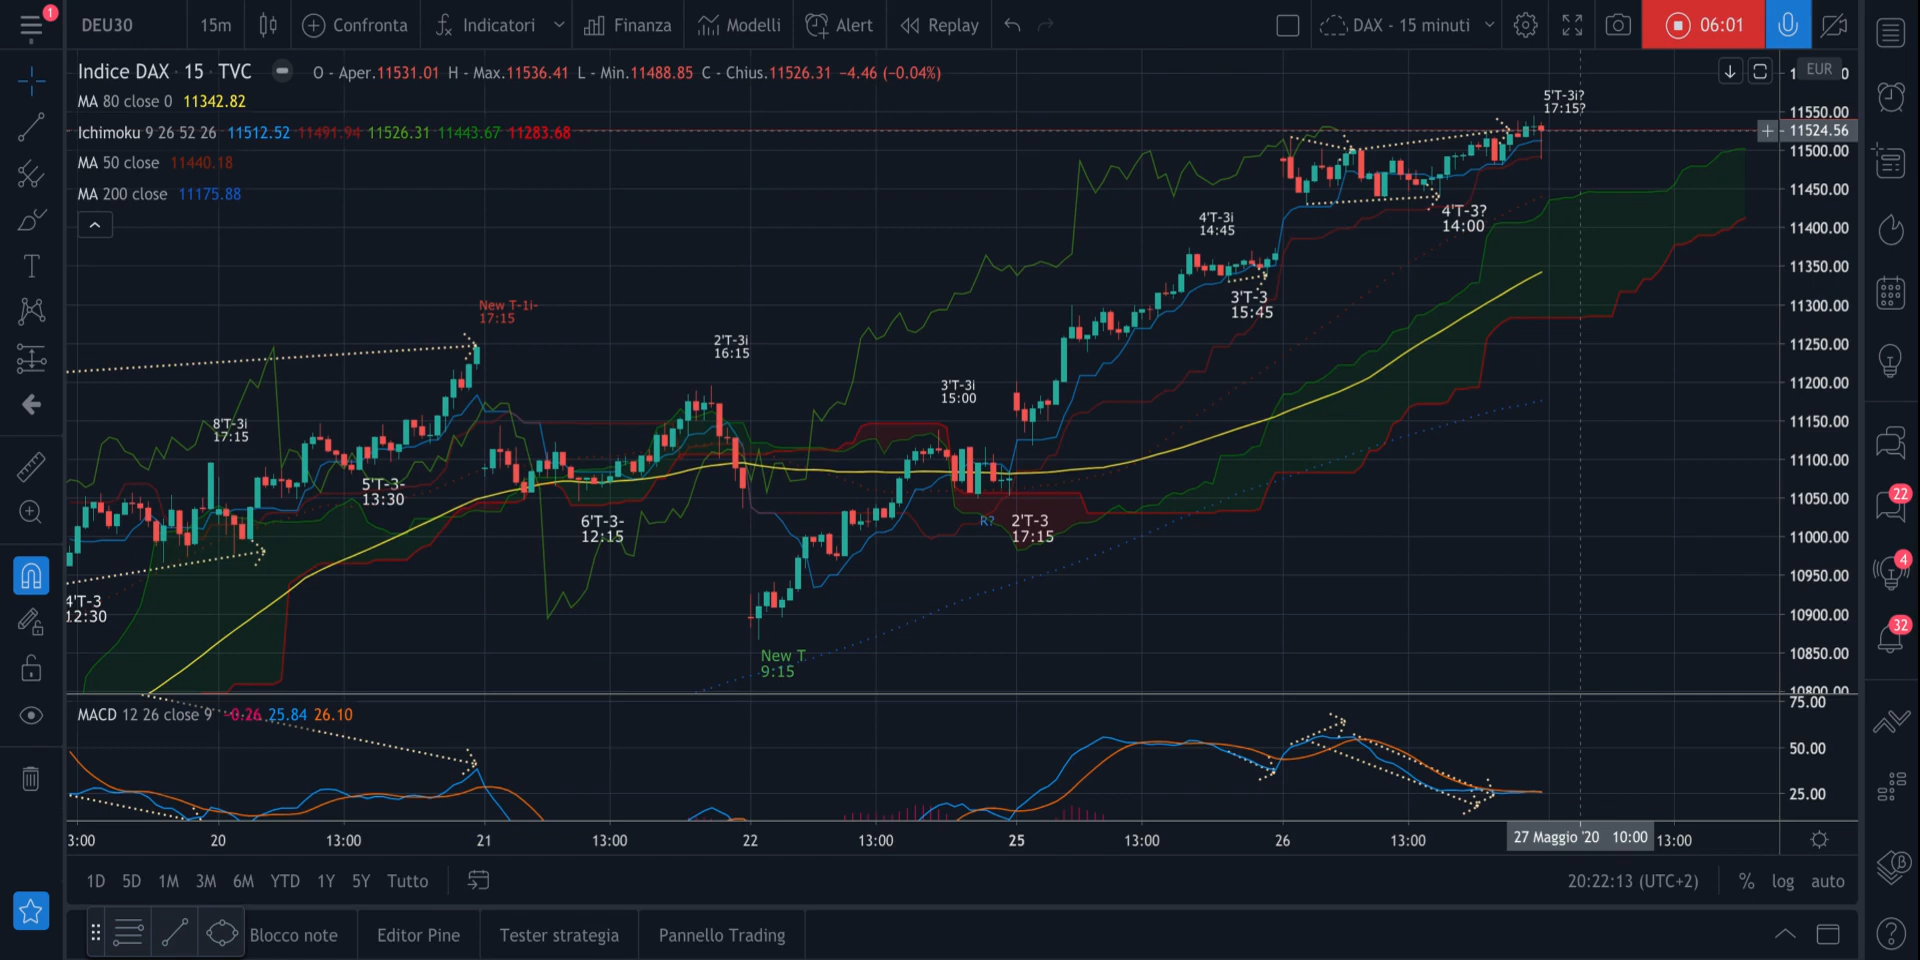 1
DEU30
15m
Confronta
Indicatori
Finanza
Modelli
Alert
Replay
DAX - 15 minuti
06:01
Indice DAX · 15 · TVC
O - Aper.11531.01 H - Max.11536.41 L - Min.11488.85 C - Chius.11526.31 −4.46 (−0.04%)
MA 80 close 0 11342.82
Ichimoku 9 26 52 26 11512.52 11491.94 11526.31 11443.67 11283.68
MA 50 close 11440.18
MA 200 close 11175.88
EUR
5'T-3i?
17:15?
11550.00
11524.56
11500.00
11450.00
11400.00
11350.00
11300.00
11250.00
11200.00
11150.00
11100.00
11050.00
11000.00
10950.00
10900.00
10850.00
10800.00
4'T-3?
14:00
4'T-3i
14:45
3'T-3
15:45
New T-1i-
17:15
2'T-3i
16:15
3'T-3i
15:00
8'T-3i
17:15
5'T-3-
13:30
6'T-3-
12:15
R?
2'T-3
17:15
4'T-3
12:30
New T
9:15
MACD 12 26 close 9 −0.26 25.84 26.10
75.00
50.00
25.00
3:00
20
13:00
21
13:00
22
13:00
25
13:00
26
13:00
27 Maggio '20 10:00
13:00
1D
5D
1M
3M
6M
YTD
1Y
5Y
Tutto
20:22:13 (UTC+2)
%
log
auto
Blocco note
Editor Pine
Tester strategia
Pannello Trading
22
4
32